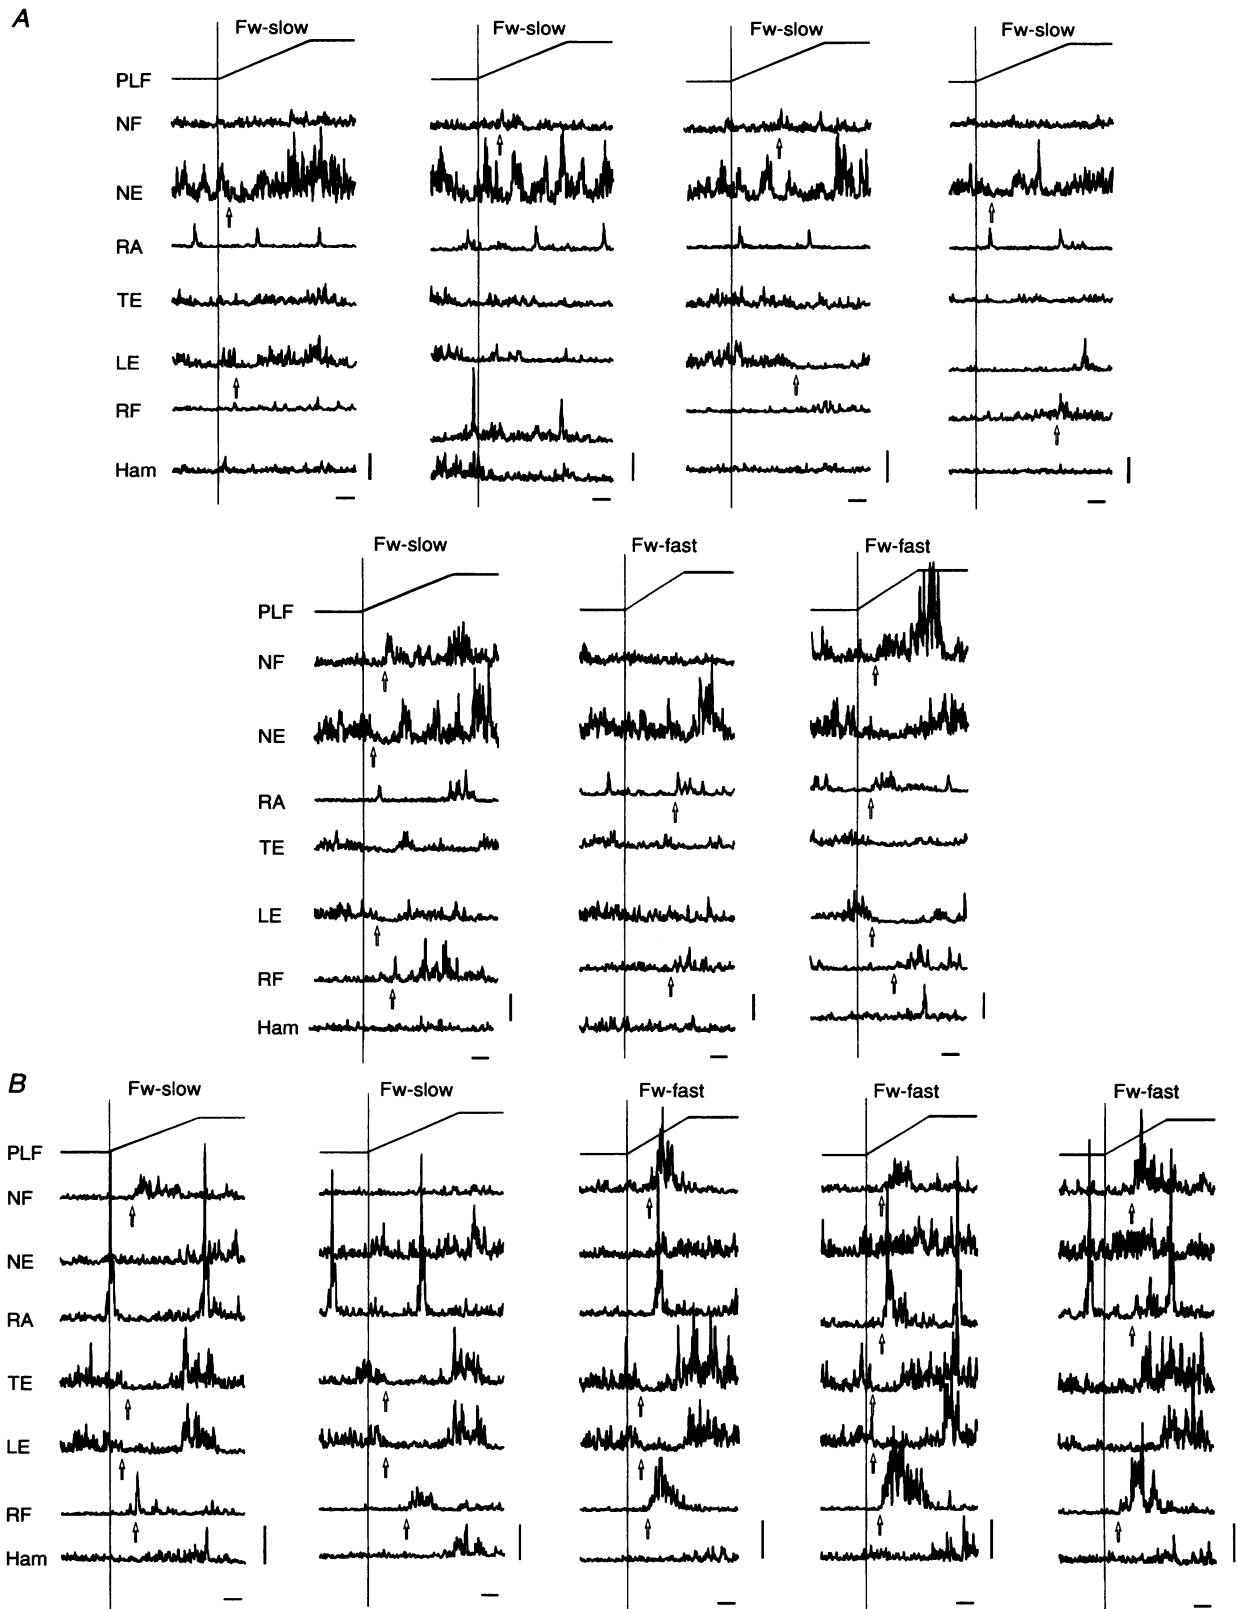 A
Fw-slow Fw-slow Fw-slow Fw-slow
PLF
NF
NE
RA
TE
LE
RF
Ham
Fw-slow Fw-fast Fw-fast
PLF
NF
NE
RA
TE
LE
RF
Ham
B
Fw-slow Fw-slow Fw-fast Fw-fast Fw-fast
PLF
NF
NE
RA
TE
LE
RF
Ham